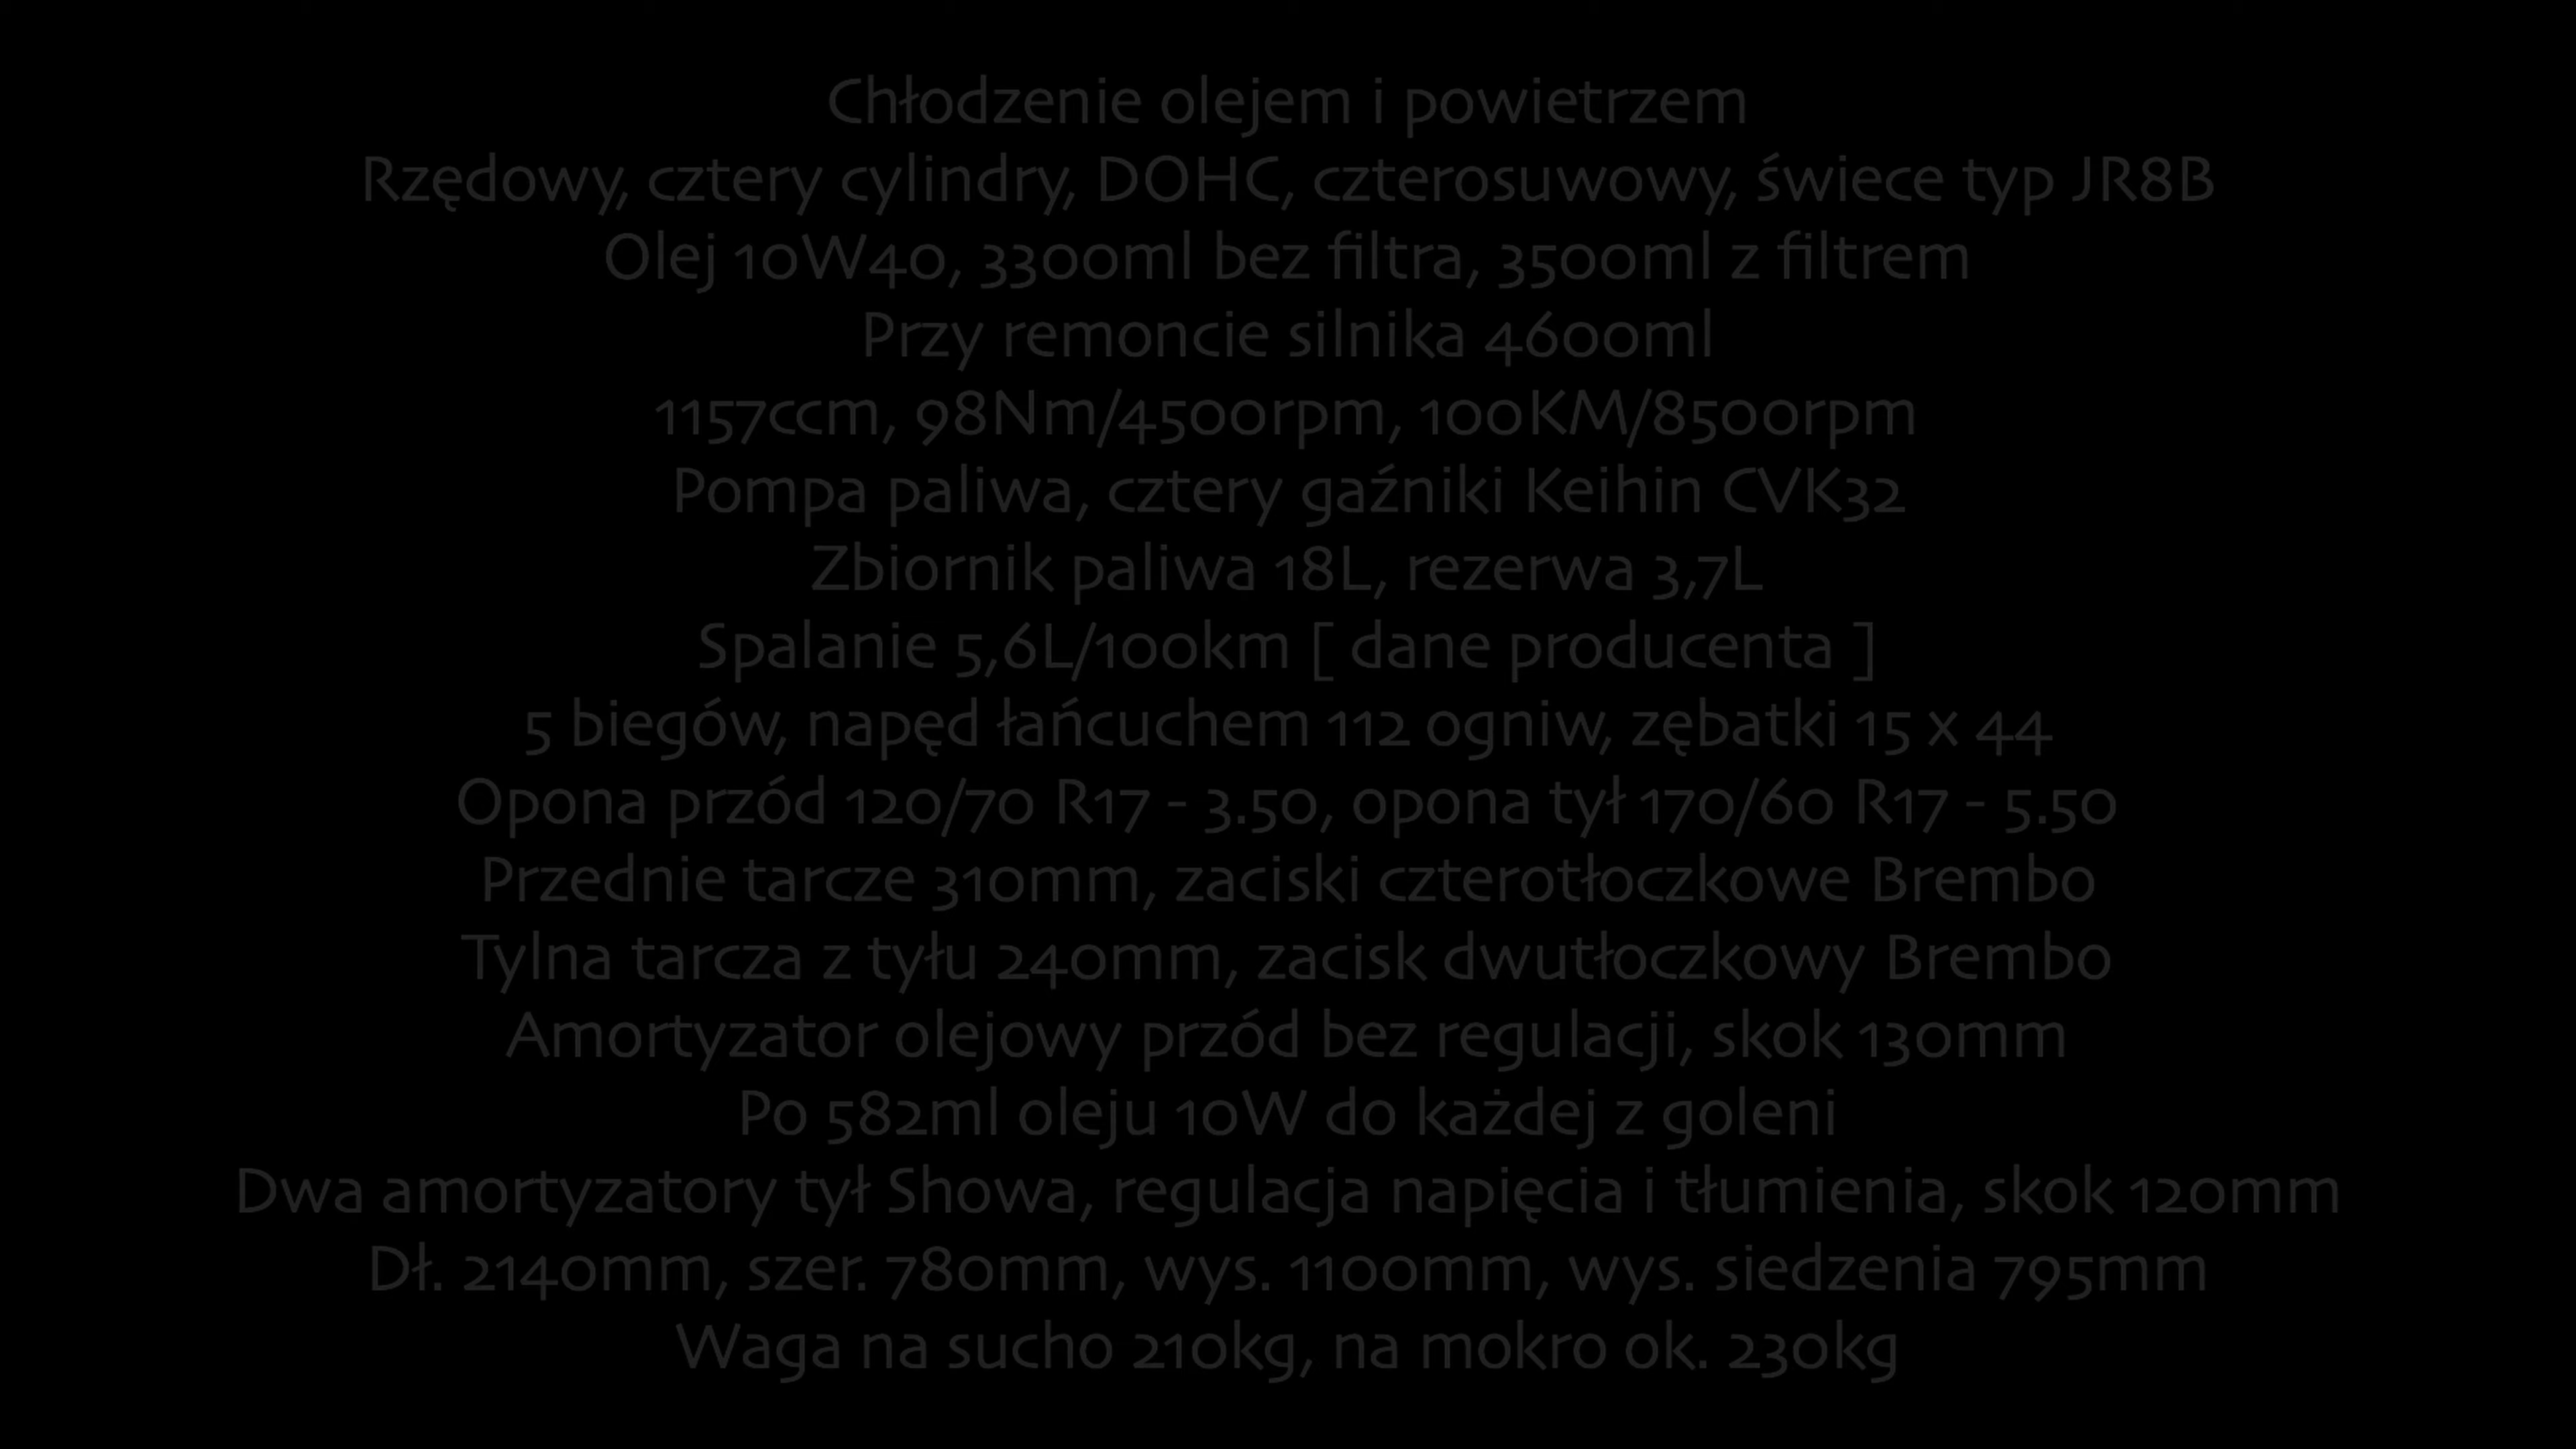 Chłodzenie olejem i powietrzem
Rzędowy, cztery cylindry, DOHC, czterosuwowy, świece typ JR8B
Olej 10W40, 3300ml bez filtra, 3500ml z filtrem
Przy remoncie silnika 4600ml
1157ccm, 98Nm/4500rpm, 100KM/8500rpm
Pompa paliwa, cztery gaźniki Keihin CVK32
Zbiornik paliwa 18L, rezerwa 3,7L
Spalanie 5,6L/100km [ dane producenta ]
5 biegów, napęd łańcuchem 112 ogniw, zębatki 15 x 44
Opona przód 120/70 R17 - 3.50, opona tył 170/60 R17 - 5.50
Przednie tarcze 310mm, zaciski czterotłoczkowe Brembo
Tylna tarcza z tyłu 240mm, zacisk dwutłoczkowy Brembo
Amortyzator olejowy przód bez regulacji, skok 130mm
Po 582ml oleju 10W do każdej z goleni
Dwa amortyzatory tył Showa, regulacja napięcia i tłumienia, skok 120mm
Dł. 2140mm, szer. 780mm, wys. 1100mm, wys. siedzenia 795mm
Waga na sucho 210kg, na mokro ok. 230kg